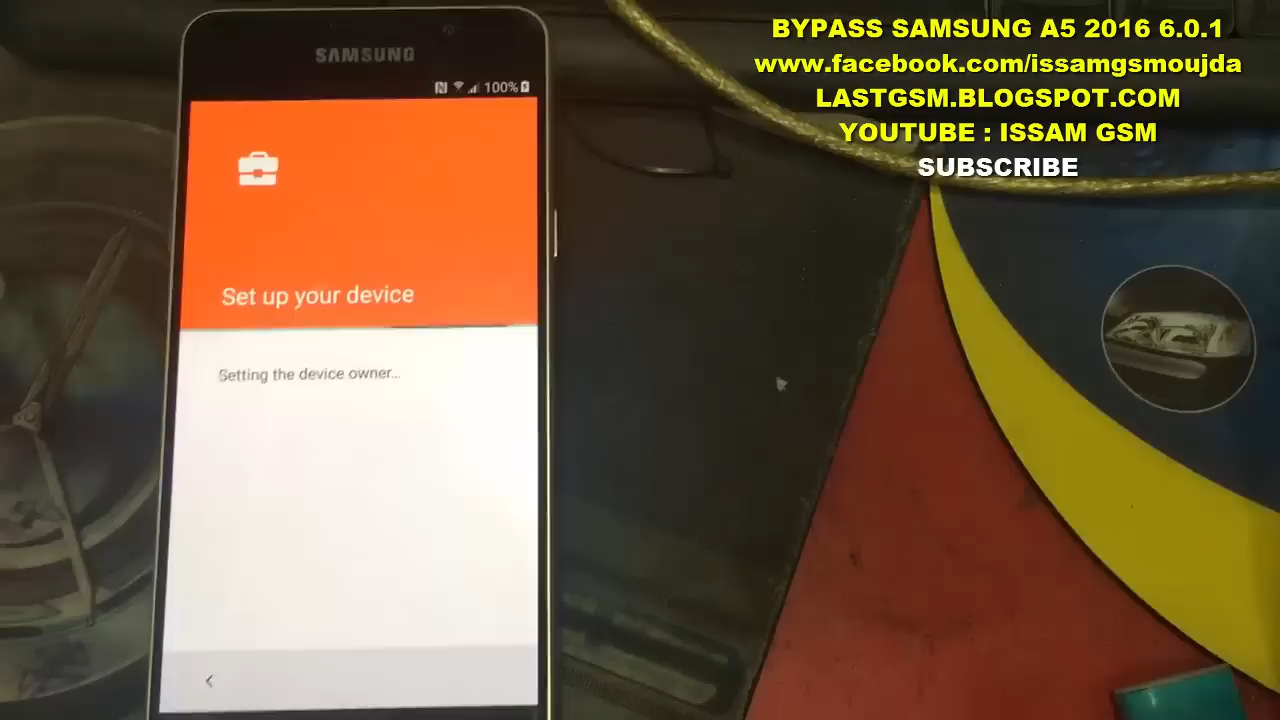 SAMSUNG
100%
Set up your device
Setting the device owner...
BYPASS SAMSUNG A5 2016 6.0.1
www.facebook.com/issamgsmoujda
LASTGSM.BLOGSPOT.COM
YOUTUBE : ISSAM GSM
SUBSCRIBE